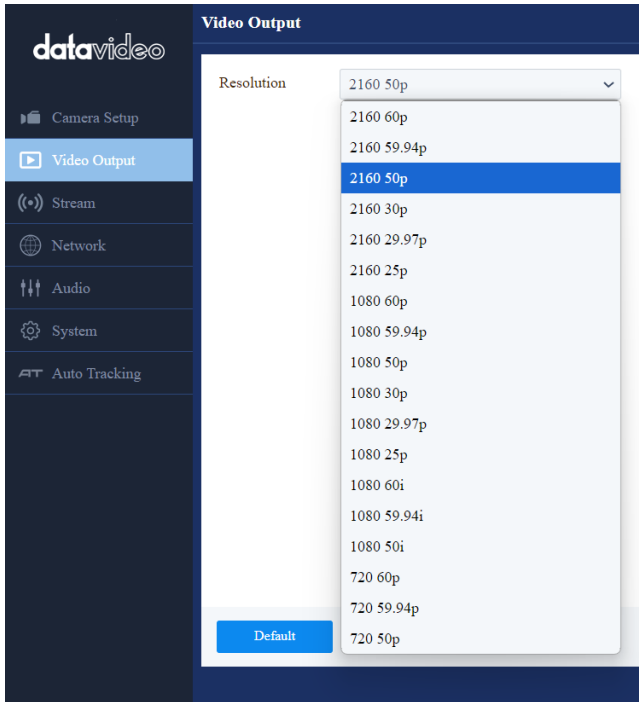 datavideo
Camera Setup
Video Output
Stream
Network
Audio
System
AT Auto Tracking
Video Output
Resolution
2160 50p
2160 60p
2160 59.94p
2160 50p
2160 30p
2160 29.97p
2160 25p
1080 60p
1080 59.94p
1080 50p
1080 30p
1080 29.97p
1080 25p
1080 60i
1080 59.94i
1080 50i
720 60p
720 59.94p
720 50p
Default